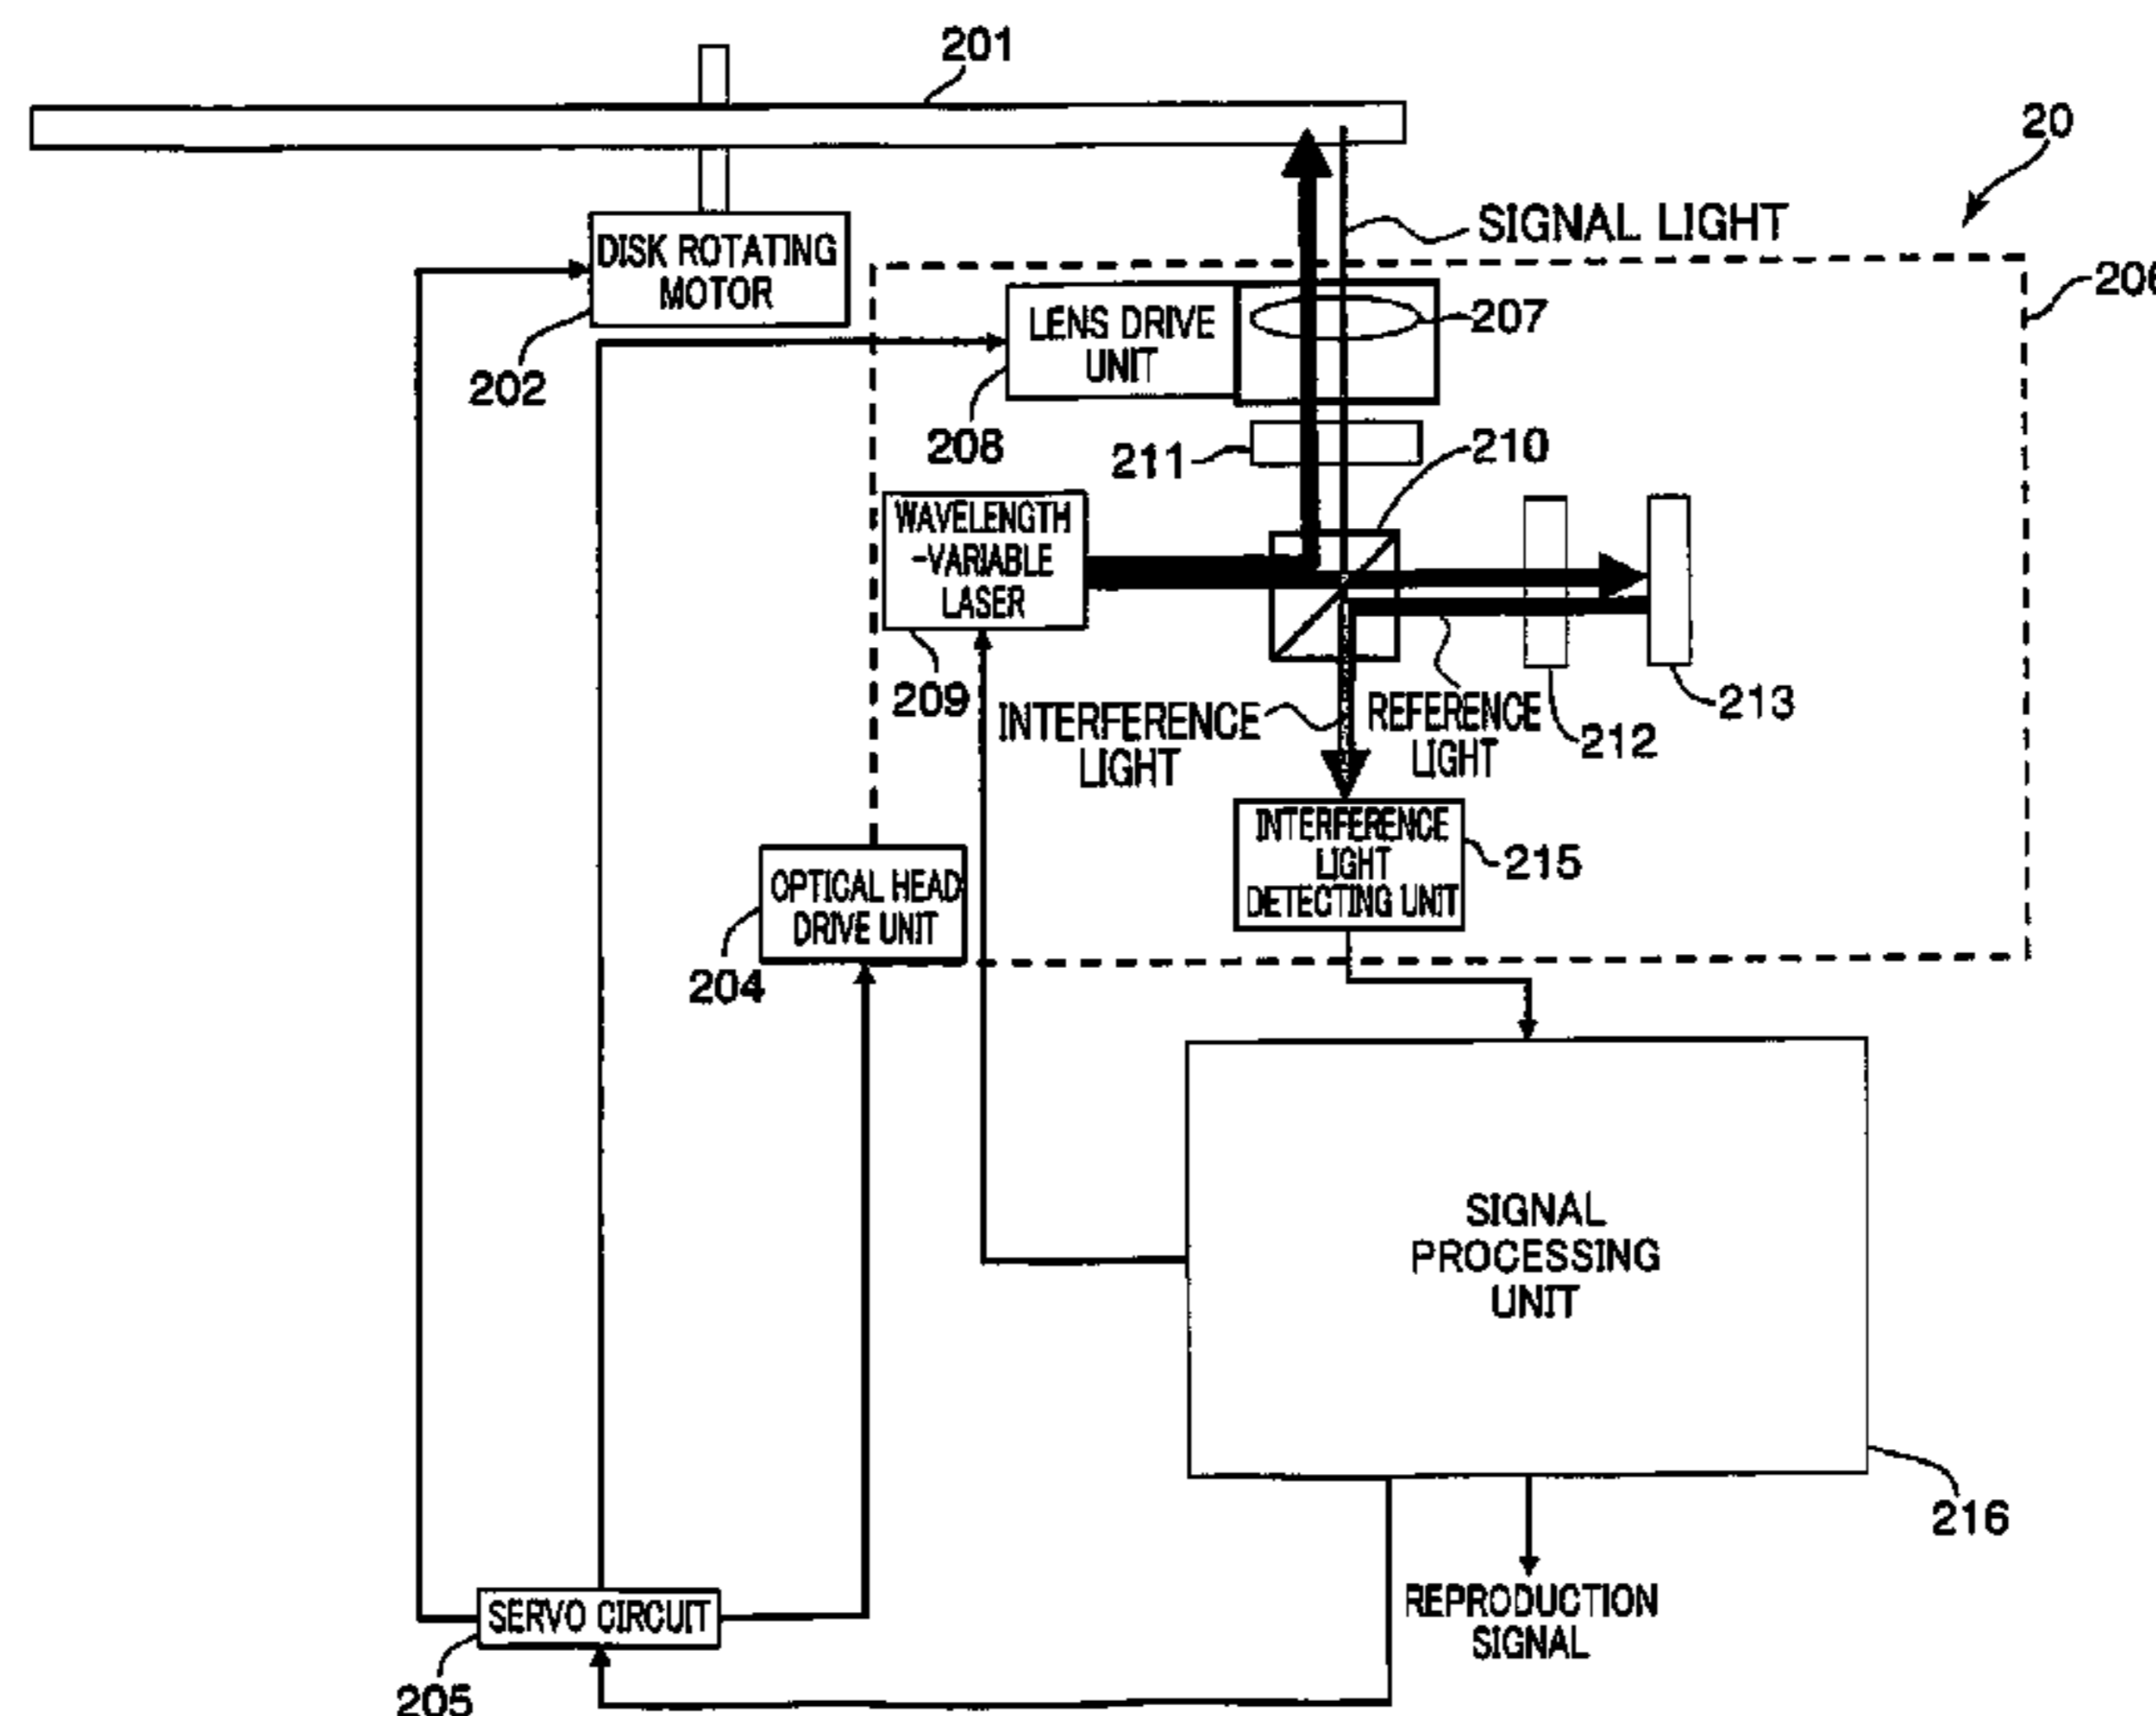 201
20
SIGNAL LIGHT
DISK ROTATING
MOTOR
206
LENS DRIVE
UNIT
207
202
208
211
210
WAVELENGTH
-VARIABLE
LASER
209
INTERFERENCE
LIGHT
REFERENCE
LIGHT
212
213
INTERFERENCE
LIGHT
DETECTING UNIT
215
OPTICAL HEAD
DRIVE UNIT
204
SIGNAL
PROCESSING
UNIT
216
REPRODUCTION
SIGNAL
SERVO CIRCUIT
205